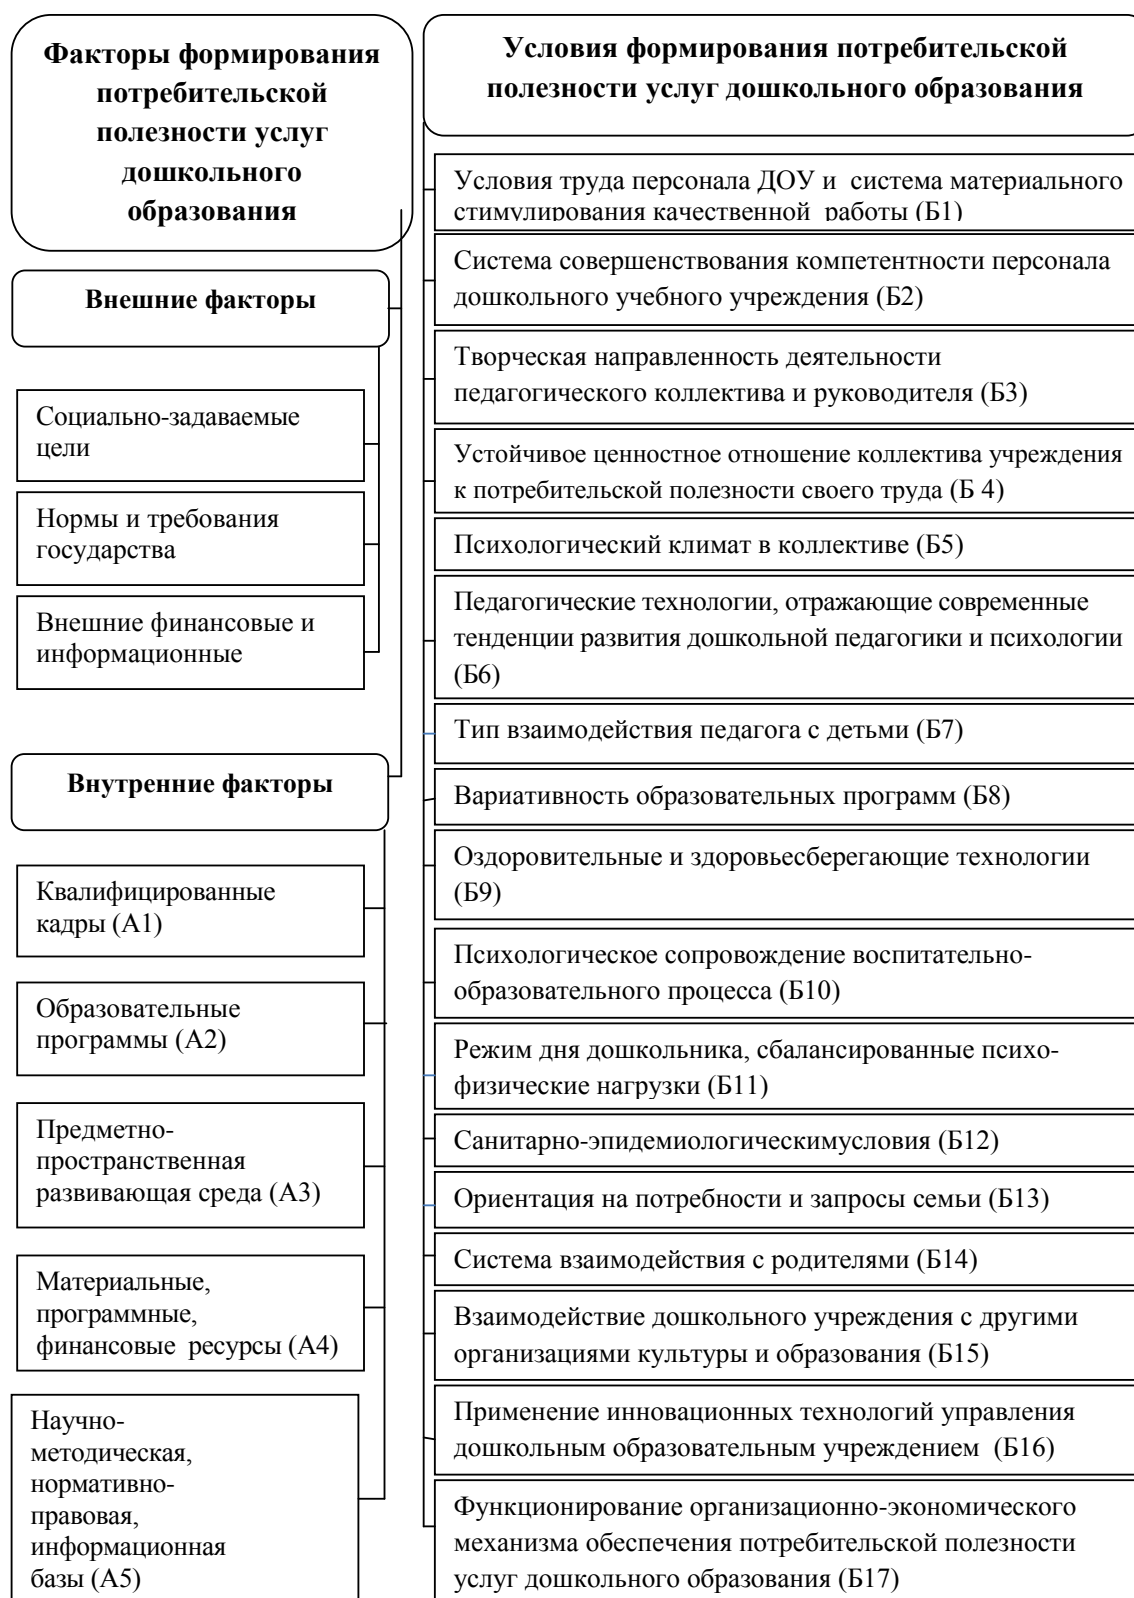 Факторы формирования
потребительской
полезности услуг
дошкольного
образования
Внешние факторы
Социально-задаваемые
цели
Нормы и требования
государства
Внешние финансовые и
информационные
Внутренние факторы
Квалифицированные
кадры (А1)
Образовательные
программы (А2)
Предметно-
пространственная
развивающая среда (А3)
Материальные,
программные,
финансовые ресурсы (А4)
Научно-
методическая,
нормативно-
правовая,
информационная
базы (А5)
Условия формирования потребительской
полезности услуг дошкольного образования
Условия труда персонала ДОУ и система материального
стимулирования качественной работы (Б1)
Система совершенствования компетентности персонала
дошкольного учебного учреждения (Б2)
Творческая направленность деятельности
педагогического коллектива и руководителя (Б3)
Устойчивое ценностное отношение коллектива учреждения
к потребительской полезности своего труда (Б 4)
Психологический климат в коллективе (Б5)
Педагогические технологии, отражающие современные
тенденции развития дошкольной педагогики и психологии
(Б6)
Тип взаимодействия педагога с детьми (Б7)
Вариативность образовательных программ (Б8)
Оздоровительные и здоровьесберегающие технологии
(Б9)
Психологическое сопровождение воспитательно-
образовательного процесса (Б10)
Режим дня дошкольника, сбалансированные психо-
физические нагрузки (Б11)
Санитарно-эпидемиологическимусловия (Б12)
Ориентация на потребности и запросы семьи (Б13)
Система взаимодействия с родителями (Б14)
Взаимодействие дошкольного учреждения с другими
организациями культуры и образования (Б15)
Применение инновационных технологий управления
дошкольным образовательным учреждением (Б16)
Функционирование организационно-экономического
механизма обеспечения потребительской полезности
услуг дошкольного образования (Б17)